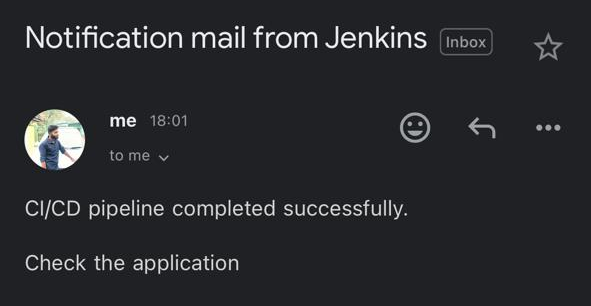 Notification mail from Jenkins Inbox
me 18:01
to me
CI/CD pipeline completed successfully.
Check the application